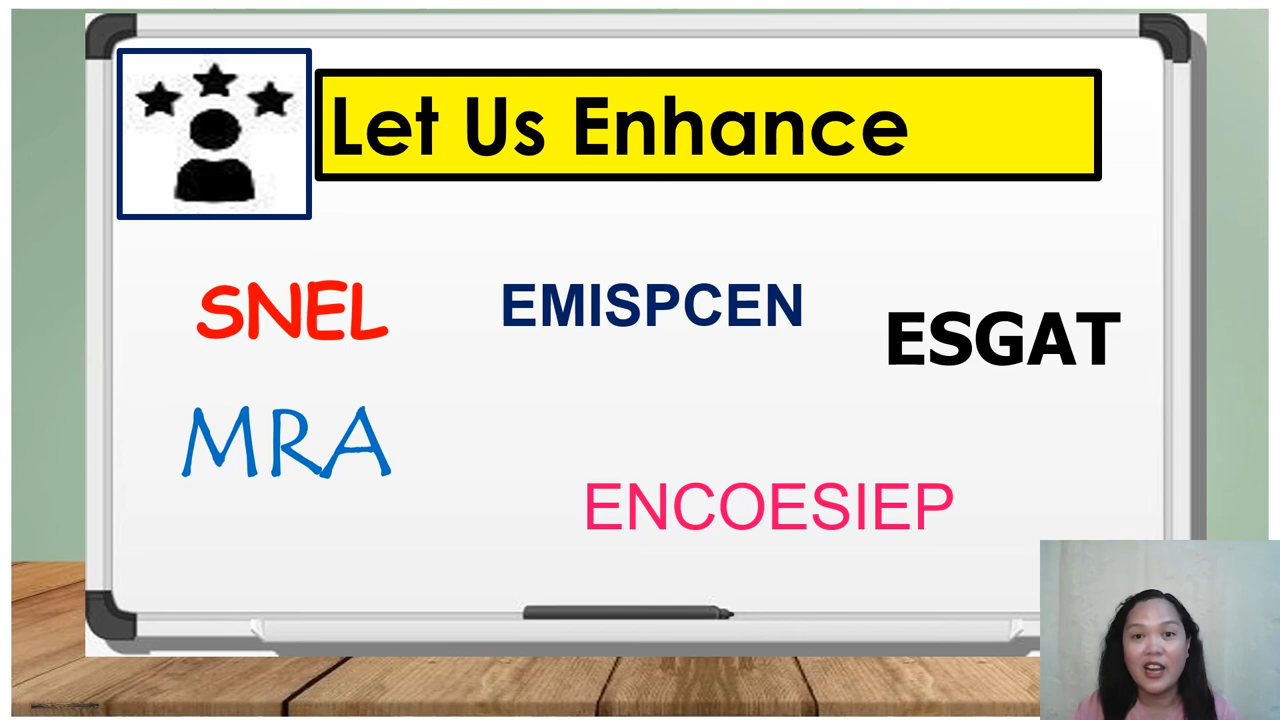 Let Us Enhance
SNEL
EMISPCEN
ESGAT
MRA
ENCOESIEP